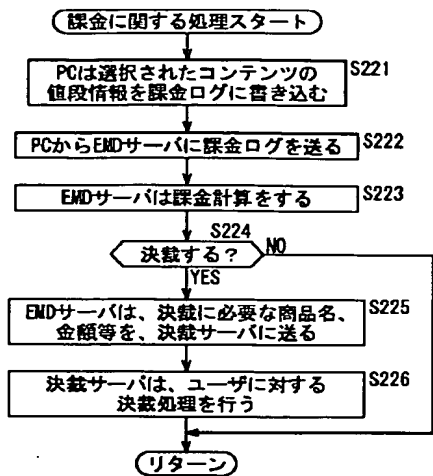 課金に関する処理スタート
PCは選択されたコンテンツの
値段情報を課金ログに書き込む
S221
PCからEMDサーバに課金ログを送る
S222
EMDサーバは課金計算をする
S223
S224
決裁する?
NO
YES
EMDサーバは、決裁に必要な商品名、
金額等を、決裁サーバに送る
S225
決裁サーバは、ユーザに対する
決裁処理を行う
S226
リターン